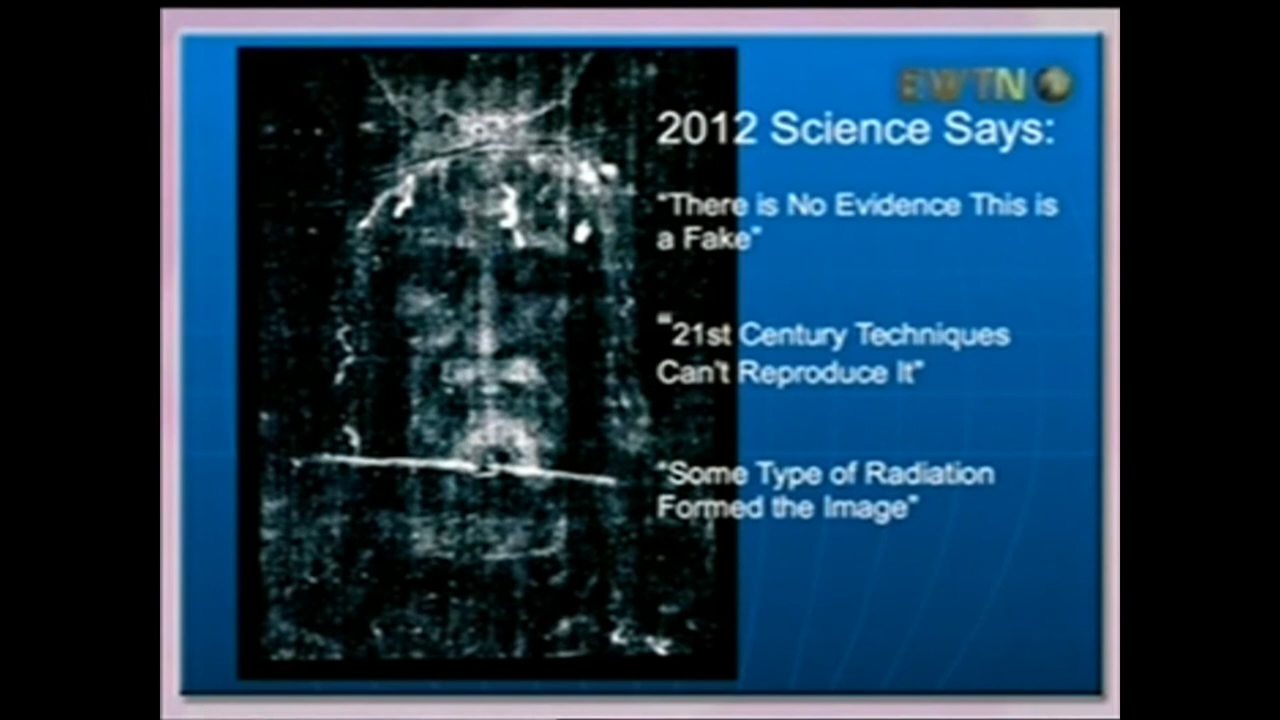 EWTN
2012 Science Says:
"There is No Evidence This is
a Fake"
"21st Century Techniques
Can't Reproduce It"
"Some Type of Radiation
Formed the Image"